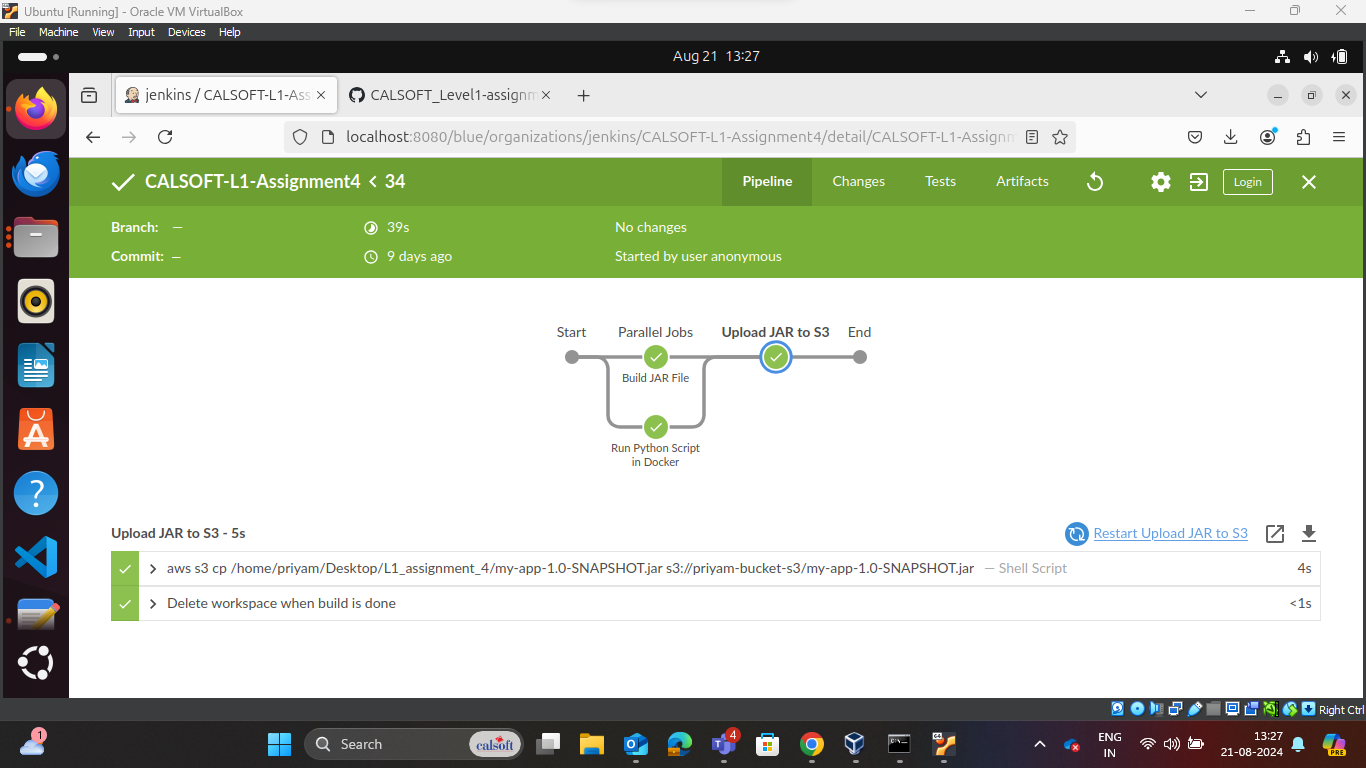 Ubuntu [Running] - Oracle VM VirtualBox
File Machine View Input Devices Help
Aug 21 13:27
jenkins / CALSOFT-L1-Ass
CALSOFT_Level1-assignm
localhost:8080/blue/organizations/jenkins/CALSOFT-L1-Assignment4/detail/CALSOFT-L1-Assignm
CALSOFT-L1-Assignment4 < 34
Pipeline Changes Tests Artifacts Login
Branch: — 39s No changes
Commit: — 9 days ago Started by user anonymous
Start Parallel Jobs Upload JAR to S3 End
Build JAR File
Run Python Script
in Docker
Upload JAR to S3 - 5s Restart Upload JAR to S3
aws s3 cp /home/priyam/Desktop/L1_assignment_4/my-app-1.0-SNAPSHOT.jar s3://priyam-bucket-s3/my-app-1.0-SNAPSHOT.jar — Shell Script 4s
Delete workspace when build is done <1s
Right Ctrl
1
Search
calsoft
4
ENG
IN
13:27
21-08-2024
PRE